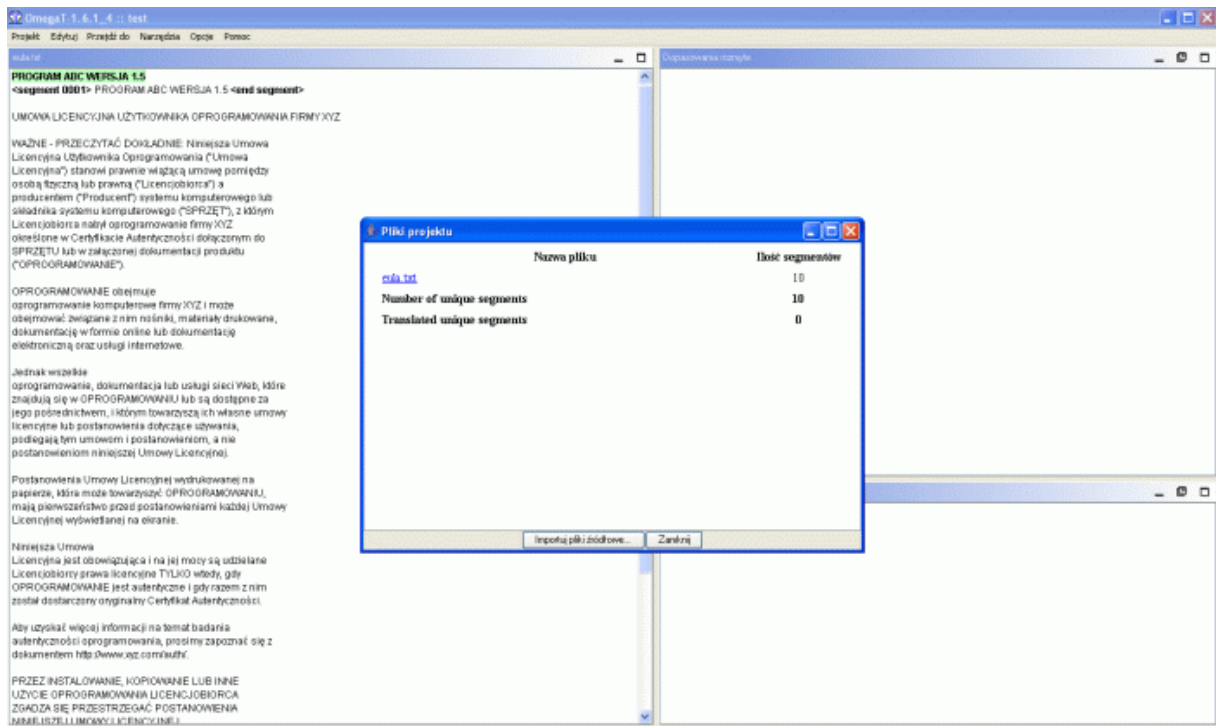 OmegaT-1.6.1_4 :: test
Projekt Edytuj Przejdź do Narzędzia Opcje Pomoc
eula.txt
Dopasowania rozmyte
PROGRAM ABC WERSJA 1.5
<segment 0001> PROGRAM ABC WERSJA 1.5 <end segment>
UMOWA LICENCYJNA UŻYTKOWNIKA OPROGRAMOWANIA FIRMY XYZ
WAŻNE - PRZECZYTAĆ DOKŁADNIE: Niniejsza Umowa
Licencyjna Użytkownika Oprogramowania ("Umowa
Licencyjna") stanowi prawnie wiążącą umowę pomiędzy
osobą fizyczną lub prawną ("Licencjobiorca") a
producentem ("Producent") systemu komputerowego lub
składnika systemu komputerowego ("SPRZĘT"), z którym
Licencjobiorca nabył oprogramowanie firmy XYZ
określone w Certyfikacie Autentyczności dołączonym do
SPRZĘTU lub w załączonej dokumentacji produktu
("OPROGRAMOWANIE").
OPROGRAMOWANIE obejmuje
oprogramowanie komputerowe firmy XYZ i może
obejmować związane z nim nośniki, materiały drukowane,
dokumentację w formie online lub dokumentację
elektroniczną oraz usługi internetowe.
Jednak wszelkie
oprogramowanie, dokumentacja lub usługi sieci Web, które
znajdują się w OPROGRAMOWANIU lub są dostępne za
jego pośrednictwem, i którym towarzyszą ich własne umowy
licencyjne lub postanowienia dotyczące używania,
podlegają tym umowom i postanowieniom, a nie
postanowieniom niniejszej Umowy Licencyjnej.
Postanowienia Umowy Licencyjnej wydrukowanej na
papierze, która może towarzyszyć OPROGRAMOWANIU,
mają pierwszeństwo przed postanowieniami każdej Umowy
Licencyjnej wyświetlanej na ekranie.
Niniejsza Umowa
Licencyjna jest obowiązująca i na jej mocy są udzielane
Licencjobiorcy prawa licencyjne TYLKO wtedy, gdy
OPROGRAMOWANIE jest autentyczne i gdy razem z nim
został dostarczony oryginalny Certyfikat Autentyczności.
Aby uzyskać więcej informacji na temat badania
autentyczności oprogramowania, prosimy zapoznać się z
dokumentem http://www.xyz.com/auth/.
PRZEZ INSTALOWANIE, KOPIOWANIE LUB INNE
UŻYCIE OPROGRAMOWANIA LICENCJOBIORCA
ZGADZA SIĘ PRZESTRZEGAĆ POSTANOWIENIA
NINIEJSZEJ UMOWY LICENCYJNEJ
Pliki projektu
Nazwa pliku Ilość segmentów
eula.txt 10
Number of unique segments 10
Translated unique segments 0
Importuj pliki źródłowe... Zamknij